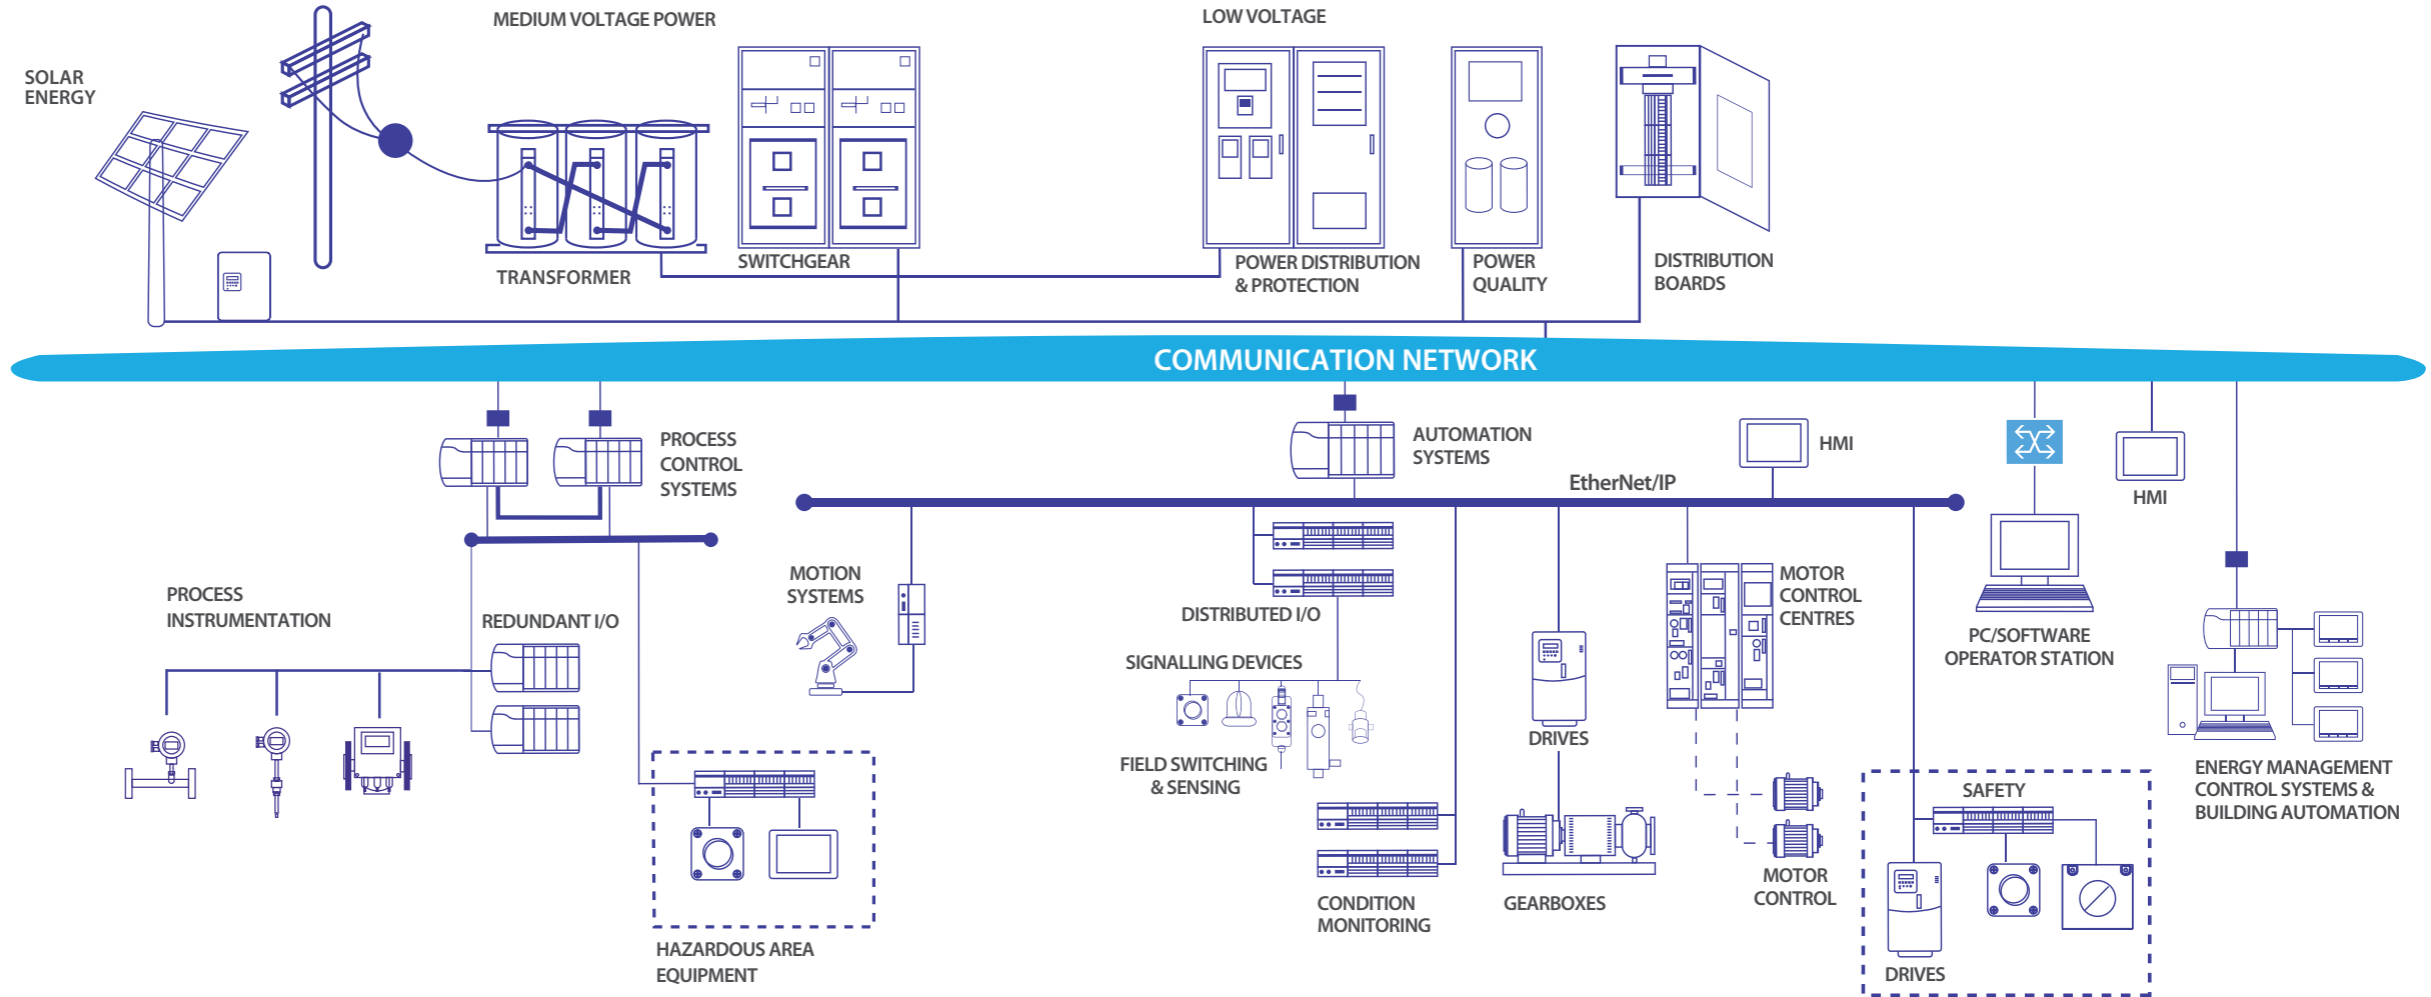 MEDIUM VOLTAGE POWER
LOW VOLTAGE
SOLAR
ENERGY
TRANSFORMER
SWITCHGEAR
POWER DISTRIBUTION
& PROTECTION
POWER
QUALITY
DISTRIBUTION
BOARDS
COMMUNICATION NETWORK
PROCESS
CONTROL
SYSTEMS
AUTOMATION
SYSTEMS
HMI
EtherNet/IP
HMI
PROCESS
INSTRUMENTATION
REDUNDANT I/O
MOTION
SYSTEMS
DISTRIBUTED I/O
SIGNALLING DEVICES
FIELD SWITCHING
& SENSING
DRIVES
MOTOR
CONTROL
CENTRES
PC/SOFTWARE
OPERATOR STATION
ENERGY MANAGEMENT
CONTROL SYSTEMS &
BUILDING AUTOMATION
HAZARDOUS AREA
EQUIPMENT
CONDITION
MONITORING
GEARBOXES
MOTOR
CONTROL
SAFETY
DRIVES